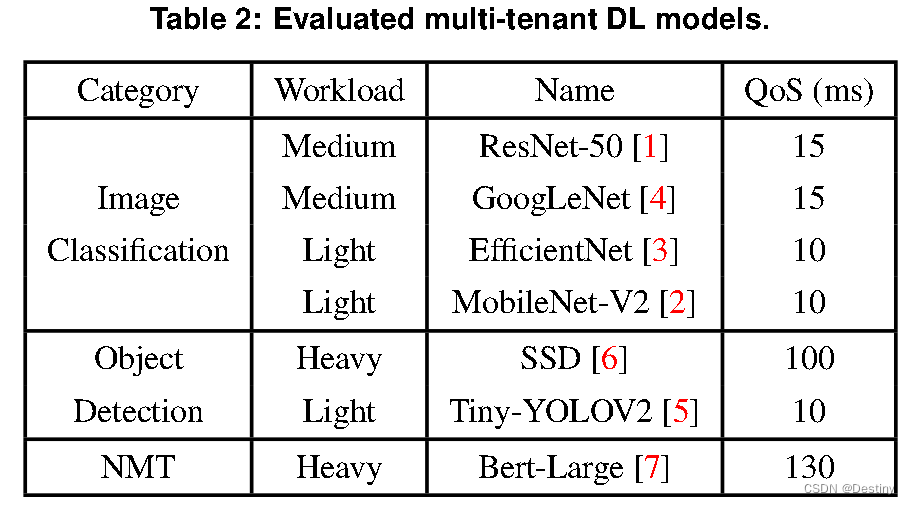 Table 2: Evaluated multi-tenant DL models.
Category Workload Name QoS (ms)
Medium ResNet-50 [1] 15
Image Medium GoogLeNet [4] 15
Classification Light EfficientNet [3] 10
Light MobileNet-V2 [2] 10
Object Heavy SSD [6] 100
Detection Light Tiny-YOLOV2 [5] 10
NMT Heavy Bert-Large [7] 130
CSDN @Destiny